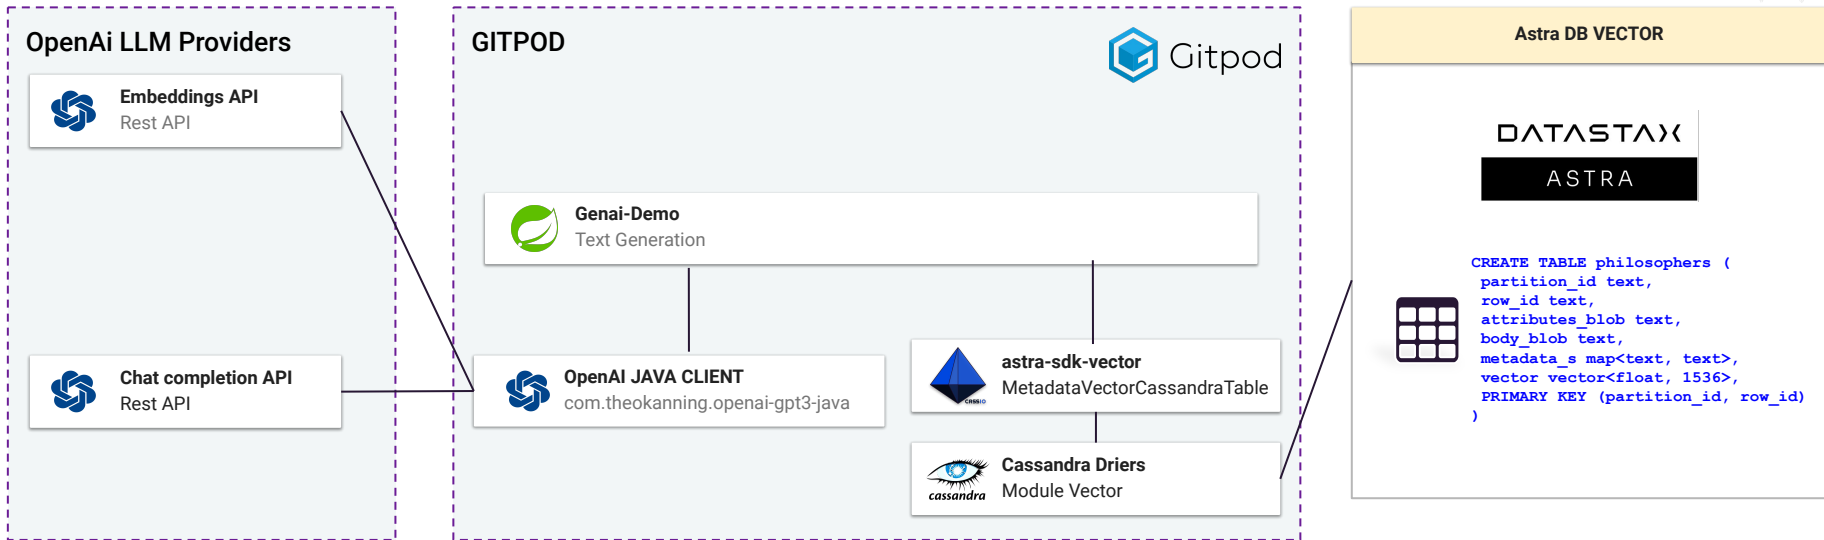 OpenAi LLM Providers
Embeddings API
Rest API
Chat completion API
Rest API
GITPOD
Gitpod
Genai-Demo
Text Generation
OpenAI JAVA CLIENT
com.theokanning.openai-gpt3-java
CASSIO
astra-sdk-vector
MetadataVectorCassandraTable
cassandra
Cassandra Driers
Module Vector
Astra DB VECTOR
DATASTAX
ASTRA
CREATE TABLE philosophers (
partition_id text,
row_id text,
attributes_blob text,
body_blob text,
metadata_s map<text, text>,
vector vector<float, 1536>,
PRIMARY KEY (partition_id, row_id)
)